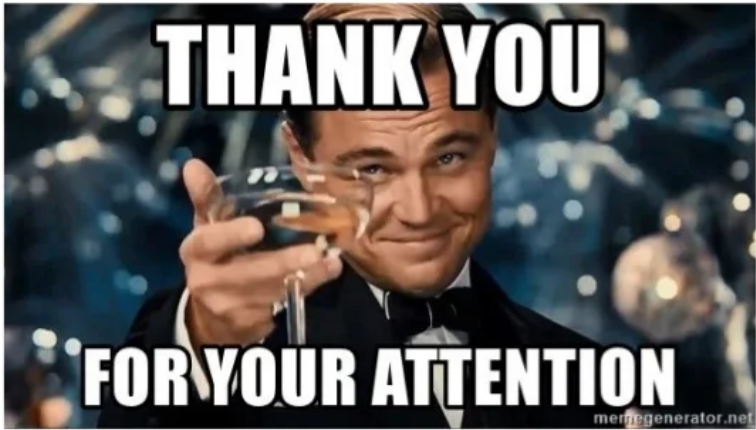 THANK YOU
FOR YOUR ATTENTION
memegenerator.net